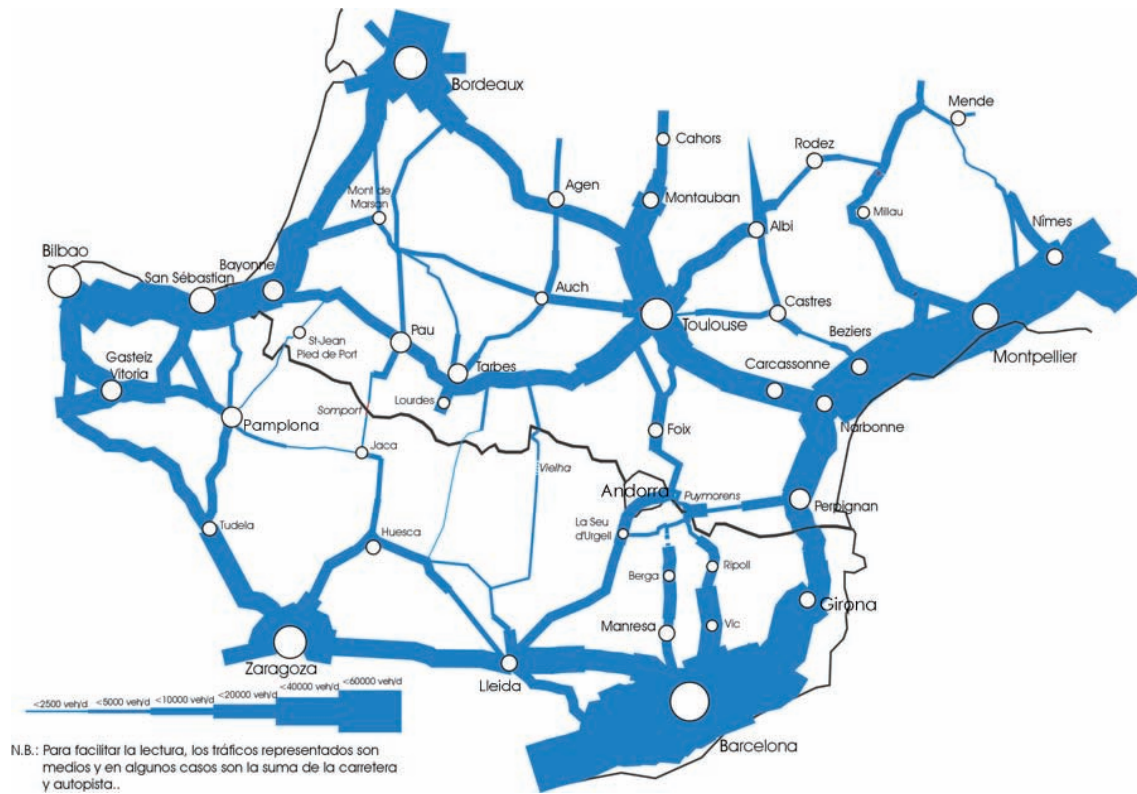 Bordeaux
Mende
Cahors
Rodez
Agen
Montauban
Mont de
Marsan
Millau
Nîmes
Albi
Bilbao
Bayonne
San Sébastian
Auch
Castres
Toulouse
Pau
St-Jean
Pied de Port
Beziers
Montpellier
Gasteiz
Vitoria
Tarbes
Carcassonne
Lourdes
Somport
Narbonne
Pamplona
Foix
Jaca
Vielha
Andorra
Puymorens
Perpignan
Tudela
La Seu
d'Urgell
Huesca
Ripoll
Berga
Girona
Manresa
Vic
Zaragoza
Lleida
<2500 veh/d
<5000 veh/d
<10000 veh/d
<20000 veh/d
<40000 veh/d
<60000 veh/d
Barcelona
N.B.: Para facilitar la lectura, los tráficos representados son
medios y en algunos casos son la suma de la carretera
y autopista..